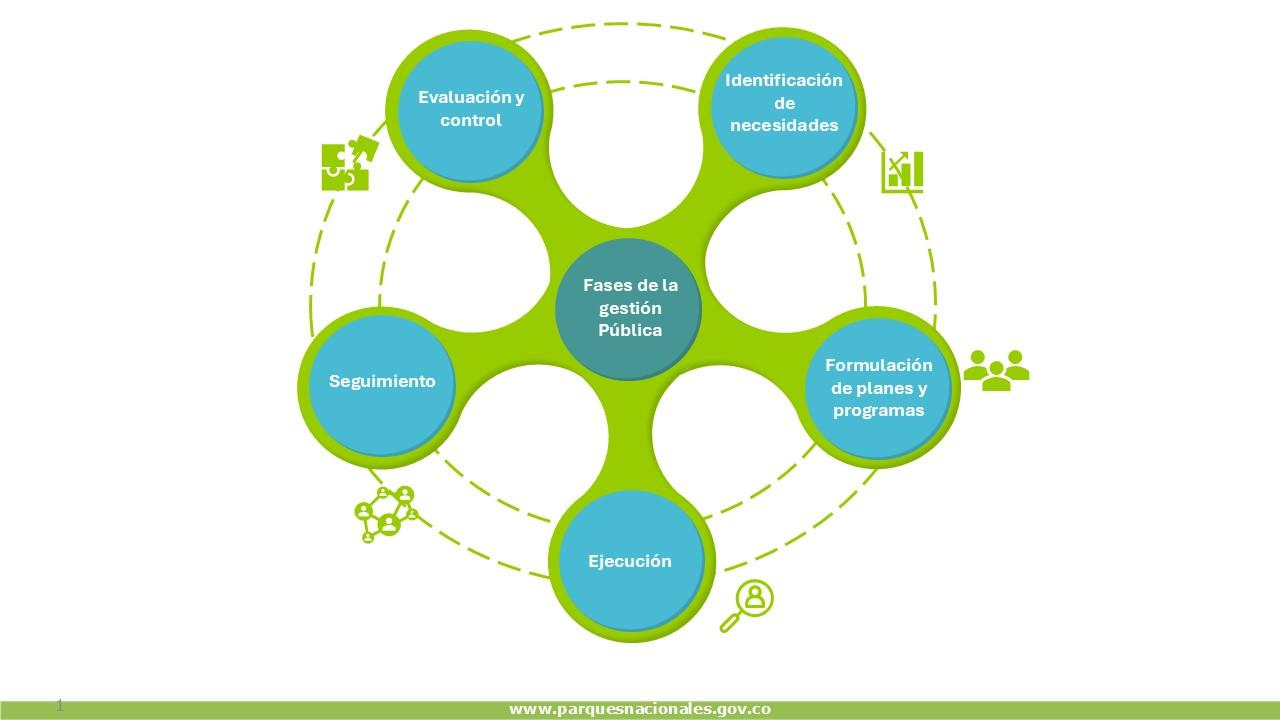 Evaluación y
control
Identificación
de
necesidades
Fases de la
gestión
Pública
Seguimiento
Formulación
de planes y
programas
Ejecución
1
www.parquesnacionales.gov.co